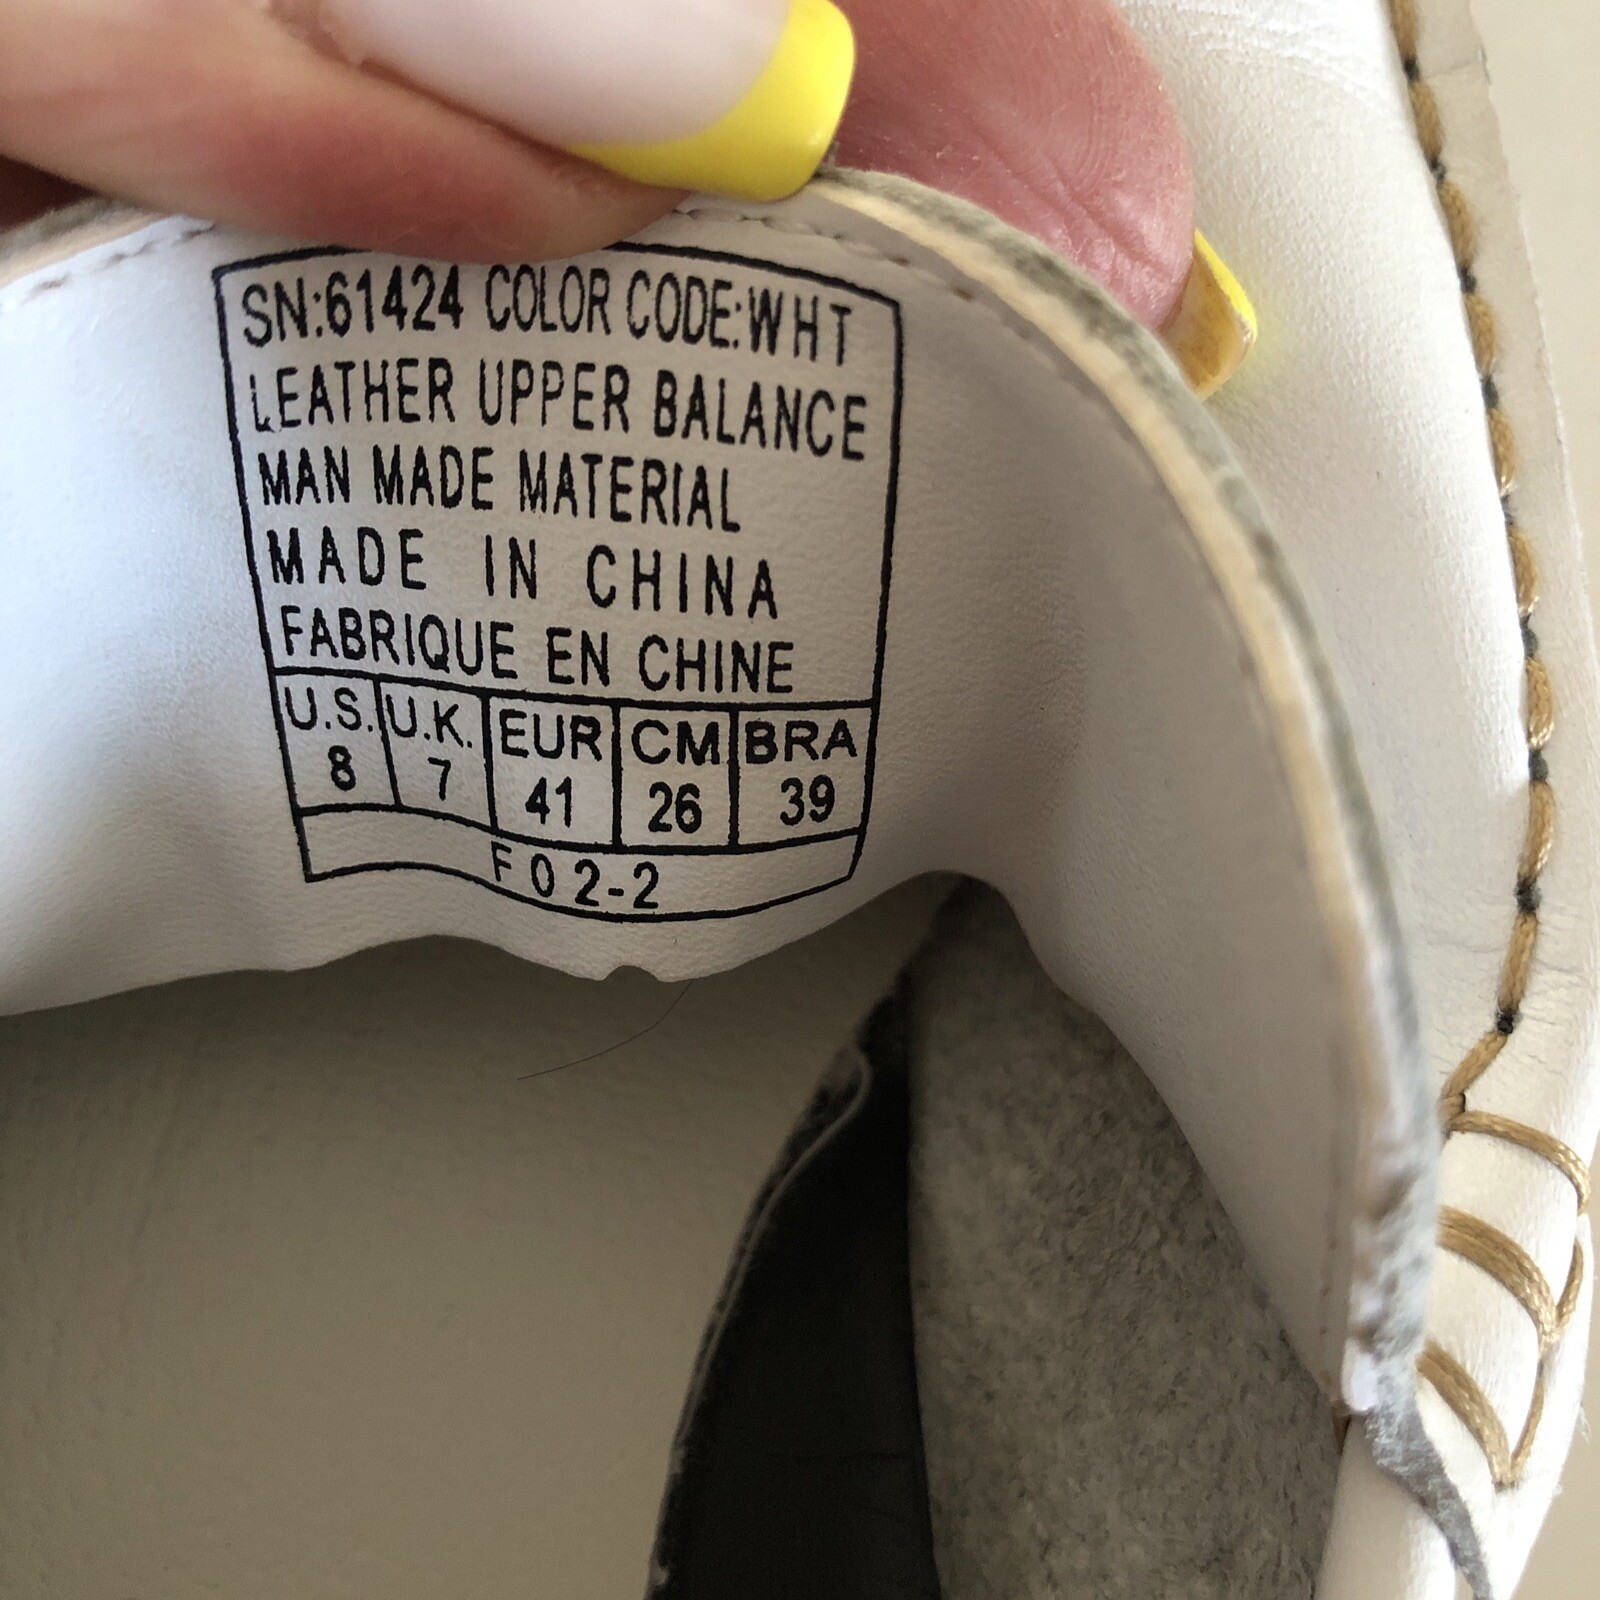 SN:61424 COLOR CODE:WHT
LEATHER UPPER BALANCE
MAN MADE MATERIAL
MADE IN CHINA
FABRIQUE EN CHINE
U.S. U.K. EUR CM BRA
8 7 41 26 39
F02-2